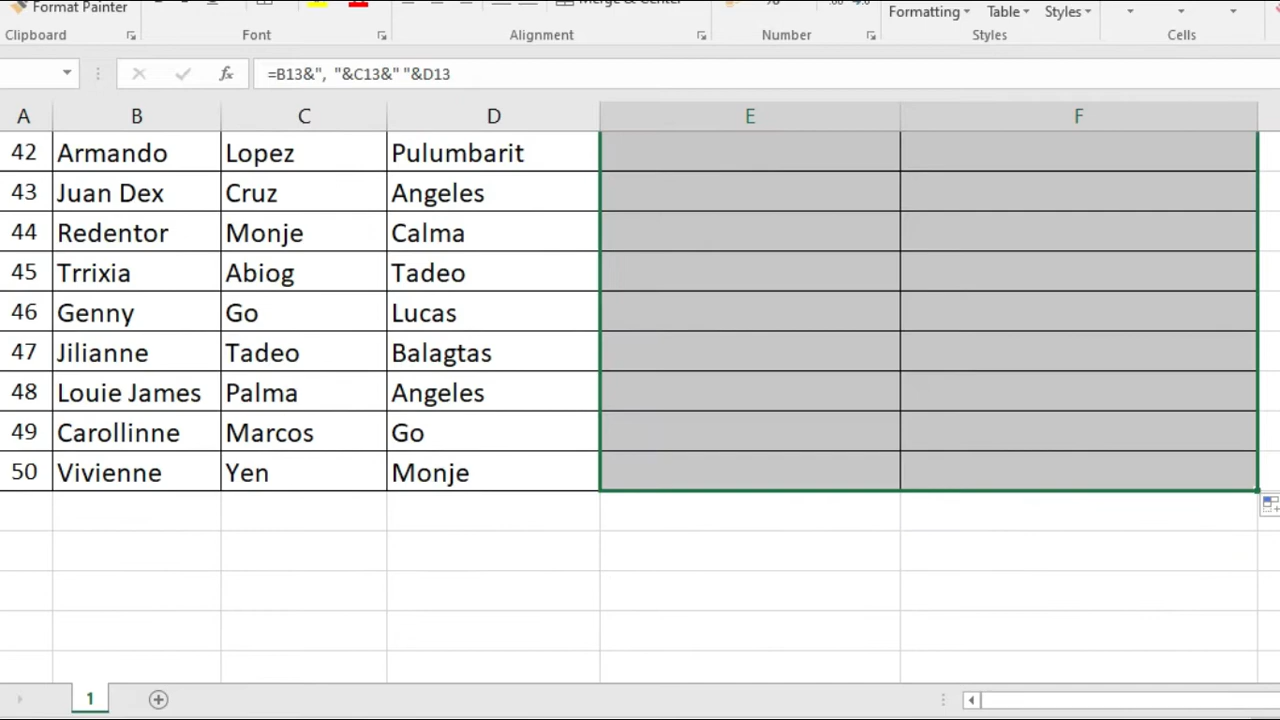 Format Painter
Merge & Center
Formatting Table Styles
Clipboard Font Alignment Number Styles Cells
fx =B13&",  "&C13&" "&D13
A B C D E F
42 Armando Lopez Pulumbarit
43 Juan Dex Cruz Angeles
44 Redentor Monje Calma
45 Trrixia Abiog Tadeo
46 Genny Go Lucas
47 Jilianne Tadeo Balagtas
48 Louie James Palma Angeles
49 Carollinne Marcos Go
50 Vivienne Yen Monje
1